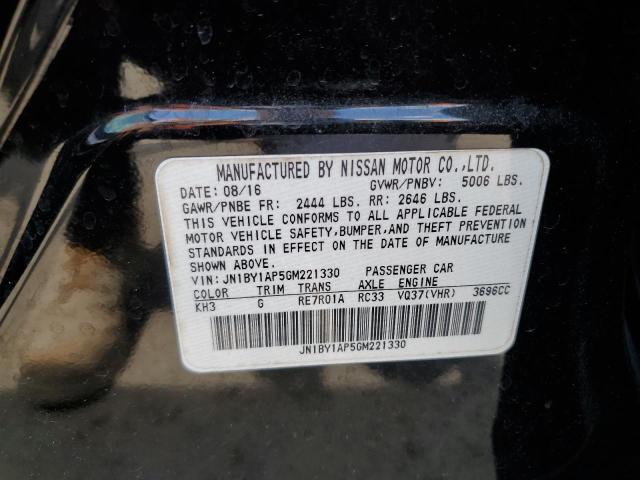 MANUFACTURED BY NISSAN MOTOR CO.,LTD.
DATE: 08/16 GVWR/PNBV: 5006 LBS.
GAWR/PNBE FR: 2444 LBS. RR: 2646 LBS.
THIS VEHICLE CONFORMS TO ALL APPLICABLE FEDERAL
MOTOR VEHICLE SAFETY,BUMPER,AND THEFT PREVENTION
STANDARDS IN EFFECT ON THE DATE OF MANUFACTURE
SHOWN ABOVE.
VIN: JN1BY1AP5GM221330 PASSENGER CAR
COLOR TRIM TRANS AXLE ENGINE
KH3 G RE7R01A RC33 VQ37(VHR) 3696CC
JN1BY1AP5GM221330